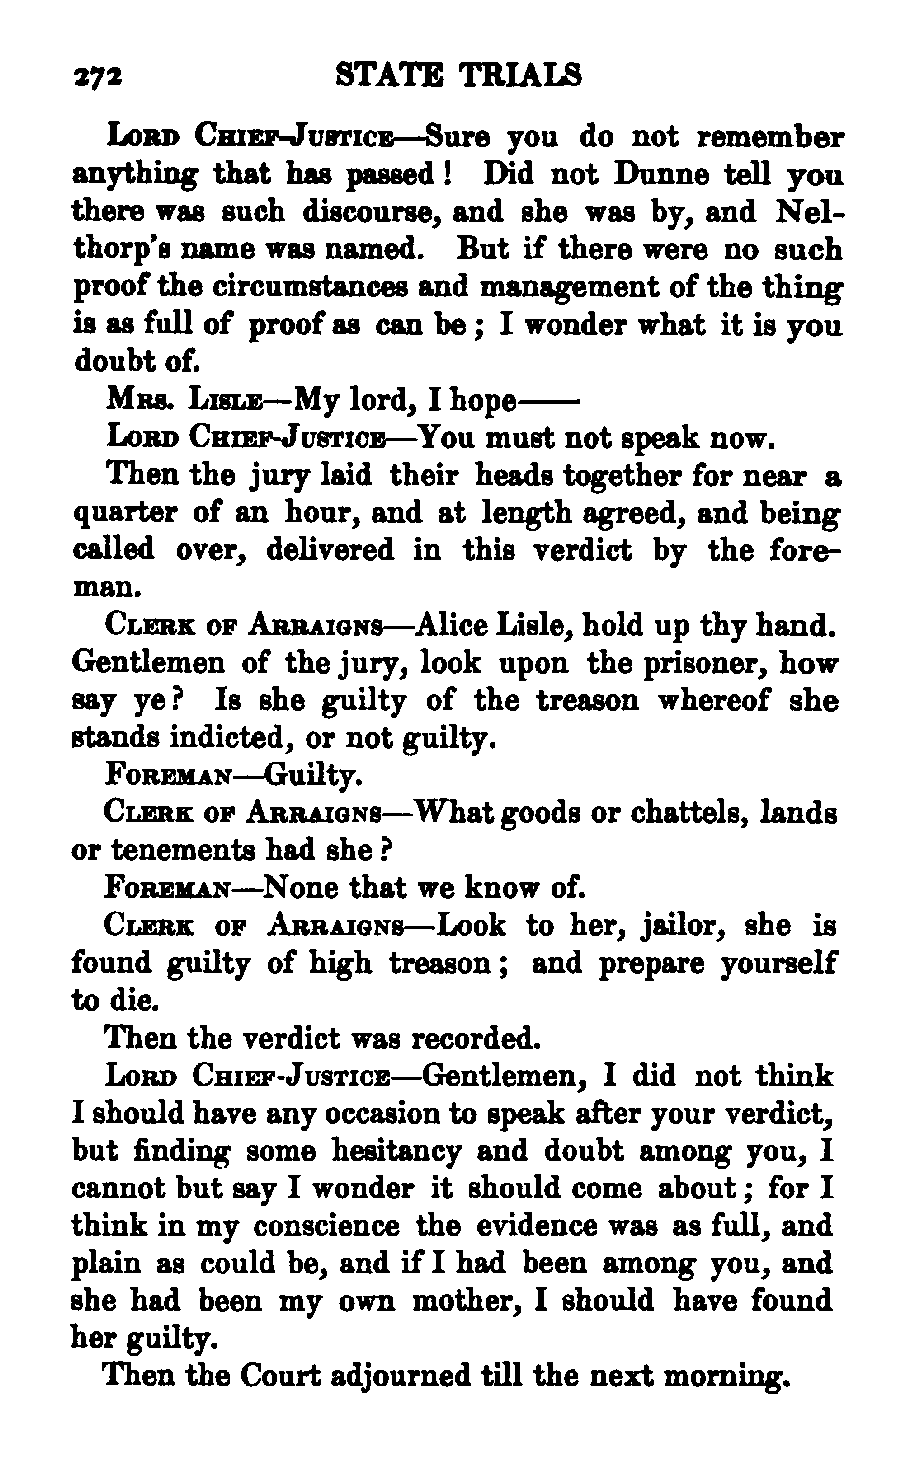 272 STATE TRIALS
LORD CHIEF-JUSTICE—Sure you do not remember
anything that has passed! Did not Dunne tell you
there was such discourse, and she was by, and Nel-
thorp's name was named. But if there were no such
proof the circumstances and management of the thing
is as full of proof as can be; I wonder what it is you
doubt of.
MRS. LISLE—My lord, I hope——
LORD CHIEF-JUSTICE—You must not speak now.
Then the jury laid their heads together for near a
quarter of an hour, and at length agreed, and being
called over, delivered in this verdict by the fore-
man.
CLERK OF ARRAIGNS—Alice Lisle, hold up thy hand.
Gentlemen of the jury, look upon the prisoner, how
say ye? Is she guilty of the treason whereof she
stands indicted, or not guilty.
FOREMAN—Guilty.
CLERK OF ARRAIGNS—What goods or chattels, lands
or tenements had she?
FOREMAN—None that we know of.
CLERK OF ARRAIGNS—Look to her, jailor, she is
found guilty of high treason; and prepare yourself
to die.
Then the verdict was recorded.
LORD CHIEF-JUSTICE—Gentlemen, I did not think
I should have any occasion to speak after your verdict,
but finding some hesitancy and doubt among you, I
cannot but say I wonder it should come about; for I
think in my conscience the evidence was as full, and
plain as could be, and if I had been among you, and
she had been my own mother, I should have found
her guilty.
Then the Court adjourned till the next morning.